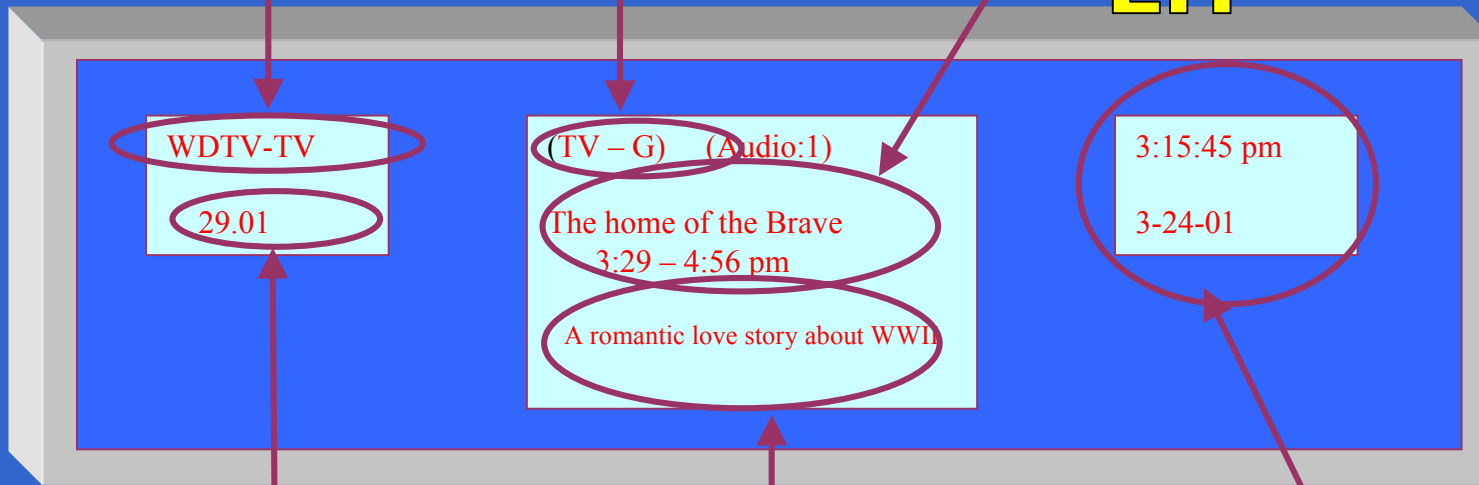 WDTV-TV
29.01
(TV – G) (Audio:1)
The home of the Brave
3:29 – 4:56 pm
A romantic love story about WWII
3:15:45 pm
3-24-01